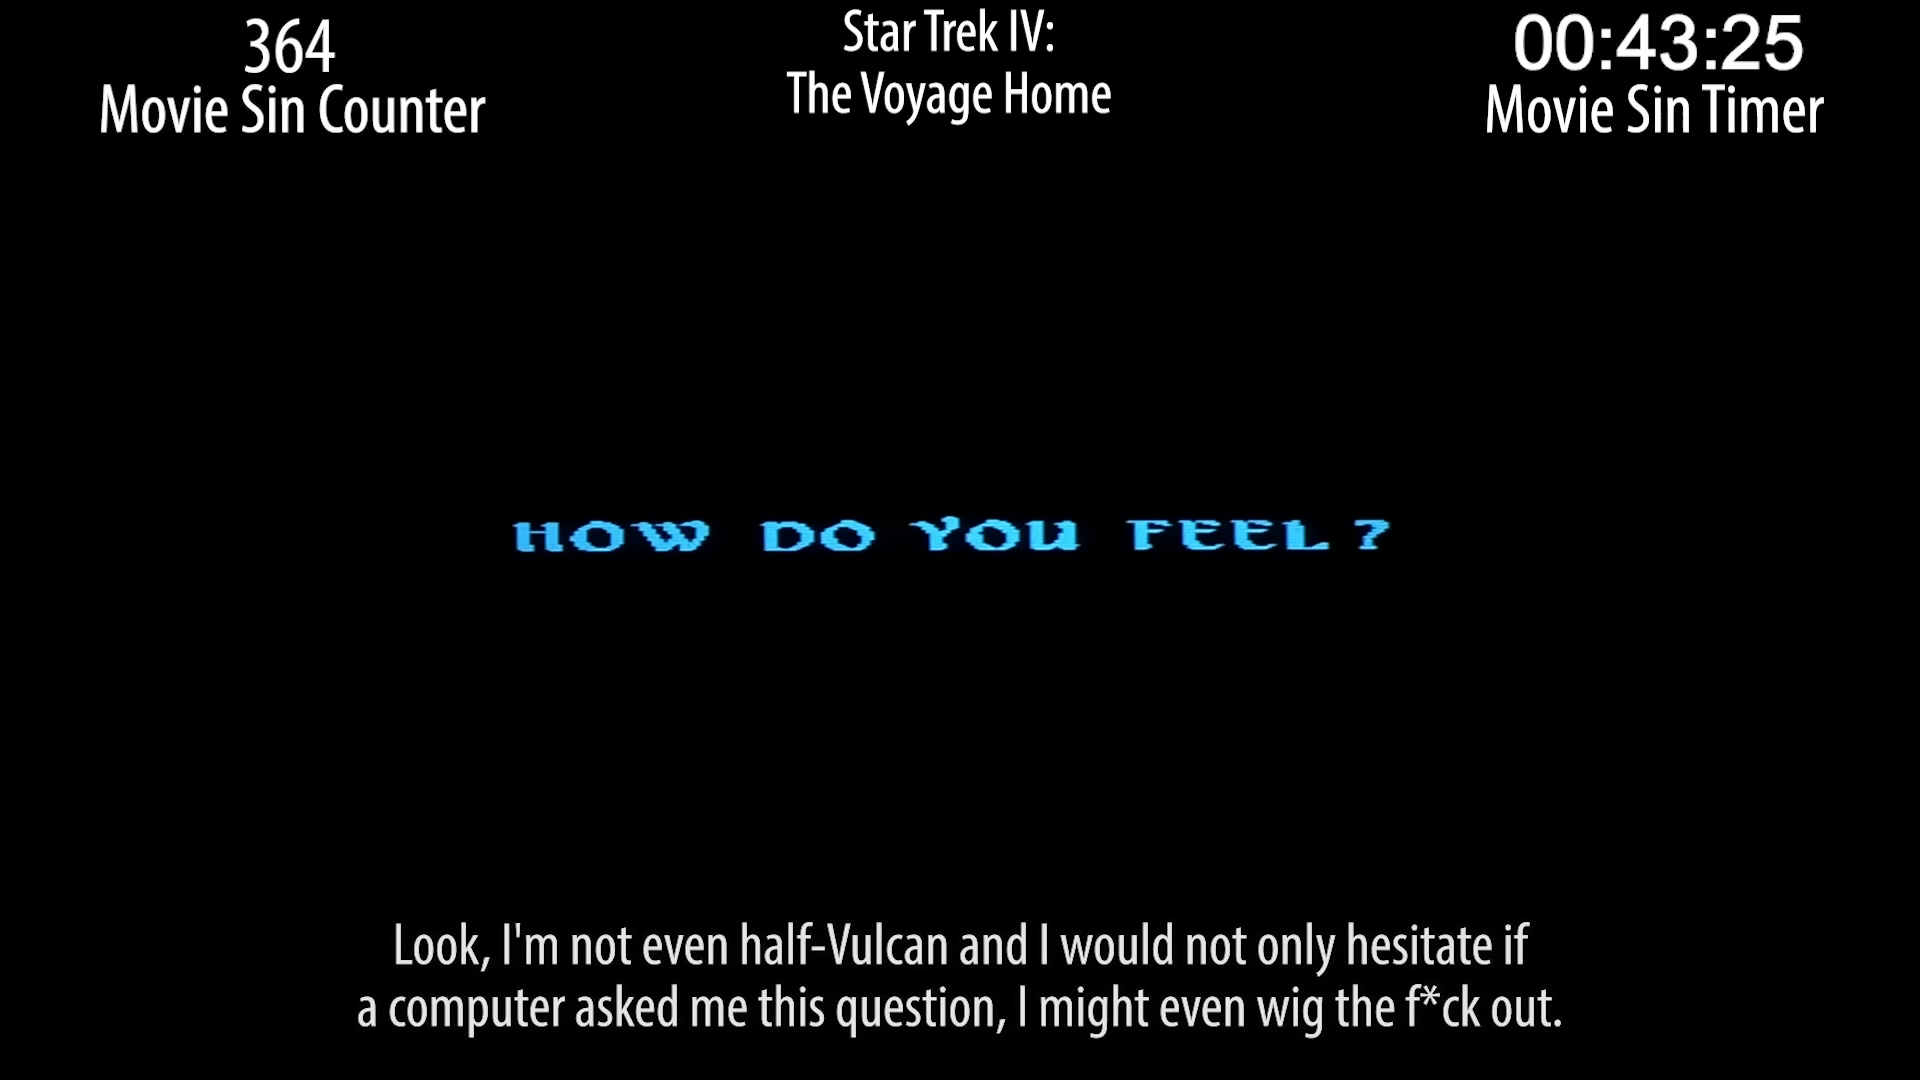 364
Movie Sin Counter
Star Trek IV:
The Voyage Home
00:43:25
Movie Sin Timer
HOW DO YOU FEEL?
Look, I'm not even half-Vulcan and I would not only hesitate if
a computer asked me this question, I might even wig the f*ck out.